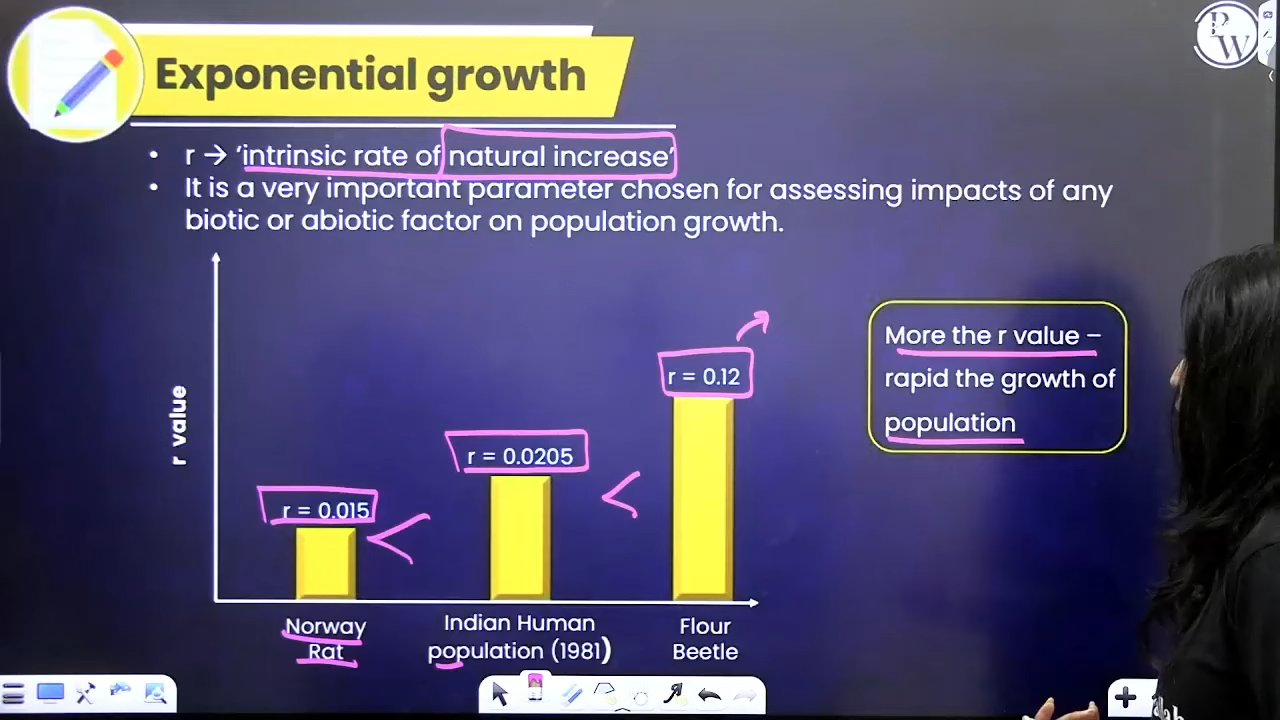 PW
Exponential growth
• r → ‘intrinsic rate of natural increase’
• It is a very important parameter chosen for assessing impacts of any
biotic or abiotic factor on population growth.
r value
r = 0.015
<
r = 0.0205
<
r = 0.12
Norway
Rat
Indian Human
population (1981)
Flour
Beetle
More the r value –
rapid the growth of
population